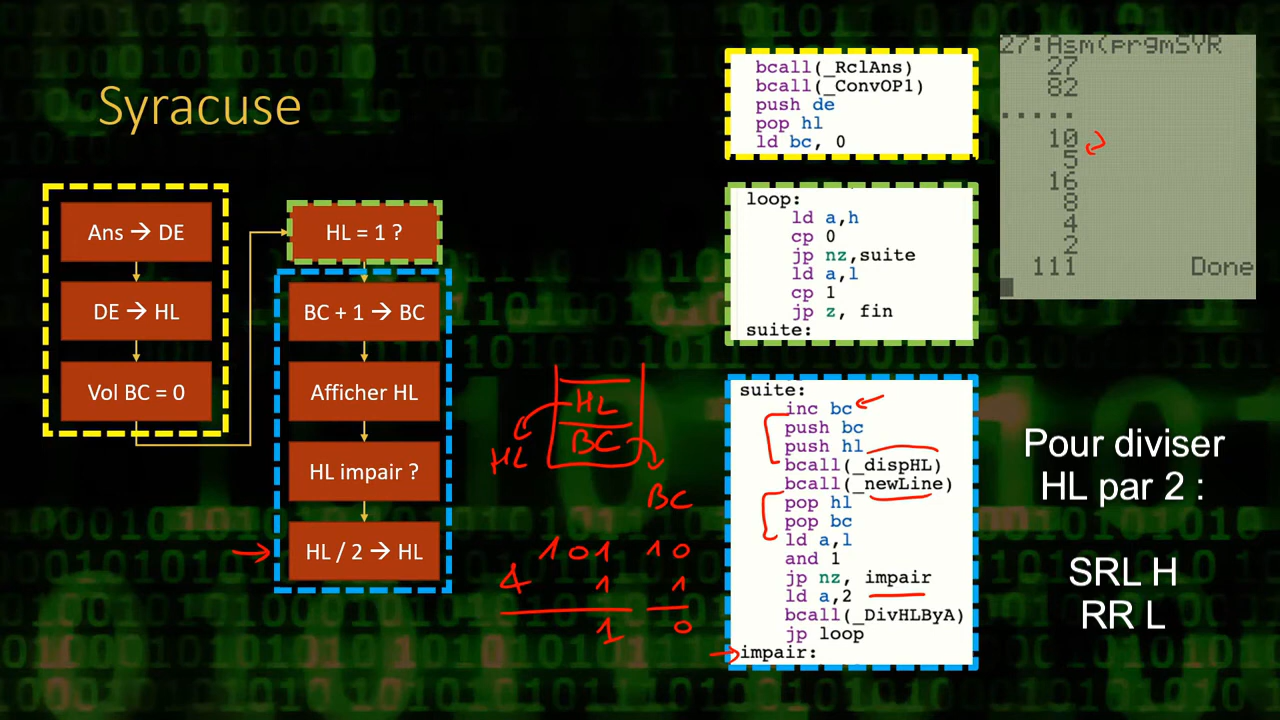 Syracuse
Ans → DE
DE → HL
Vol BC = 0
HL = 1 ?
BC + 1 → BC
Afficher HL
HL impair ?
HL / 2 → HL
HL
BC
HL
BC
101 10
4 1 1
1 0
bcall(_RclAns)
bcall(_ConvOP1)
push de
pop hl
ld bc, 0
loop:
ld a,h
cp 0
jp nz,suite
ld a,l
cp 1
jp z, fin
suite:
suite:
inc bc
push bc
push hl
bcall(_dispHL)
bcall(_newLine)
pop hl
pop bc
ld a,l
and 1
jp nz, impair
ld a,2
bcall(_DivHLByA)
jp loop
impair:
27:Asm(prgmSYR
27
82
.....
10
5
16
8
4
2
111 Done
Pour diviser
HL par 2 :
SRL H
RR L